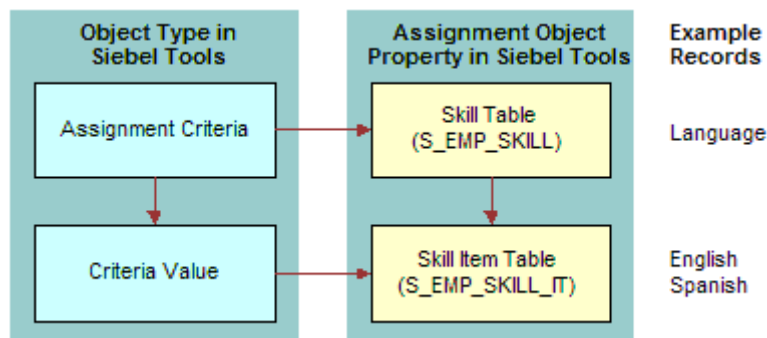 Object Type in
Siebel Tools
Assignment Object
Property in Siebel Tools
Example
Records
Assignment Criteria
Skill Table
(S_EMP_SKILL)
Language
Criteria Value
Skill Item Table
(S_EMP_SKILL_IT)
English
Spanish